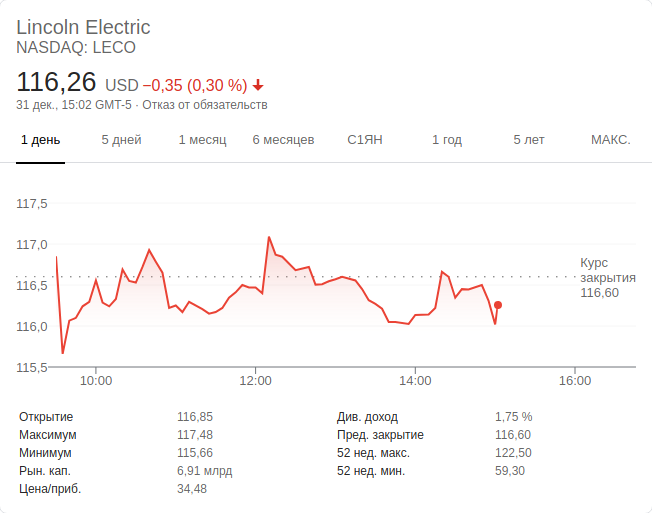 Lincoln Electric
NASDAQ: LECO
116,26 USD −0,35 (0,30 %)
31 дек., 15:02 GMT-5 · Отказ от обязательств
1 день 5 дней 1 месяц 6 месяцев С1ЯН 1 год 5 лет МАКС.
117,5
117,0
116,5
116,0
115,5
Курс
закрытия
116,60
10:00 12:00 14:00 16:00
Открытие 116,85 Див. доход 1,75 %
Максимум 117,48 Пред. закрытие 116,60
Минимум 115,66 52 нед. макс. 122,50
Рын. кап. 6,91 млрд 52 нед. мин. 59,30
Цена/приб. 34,48